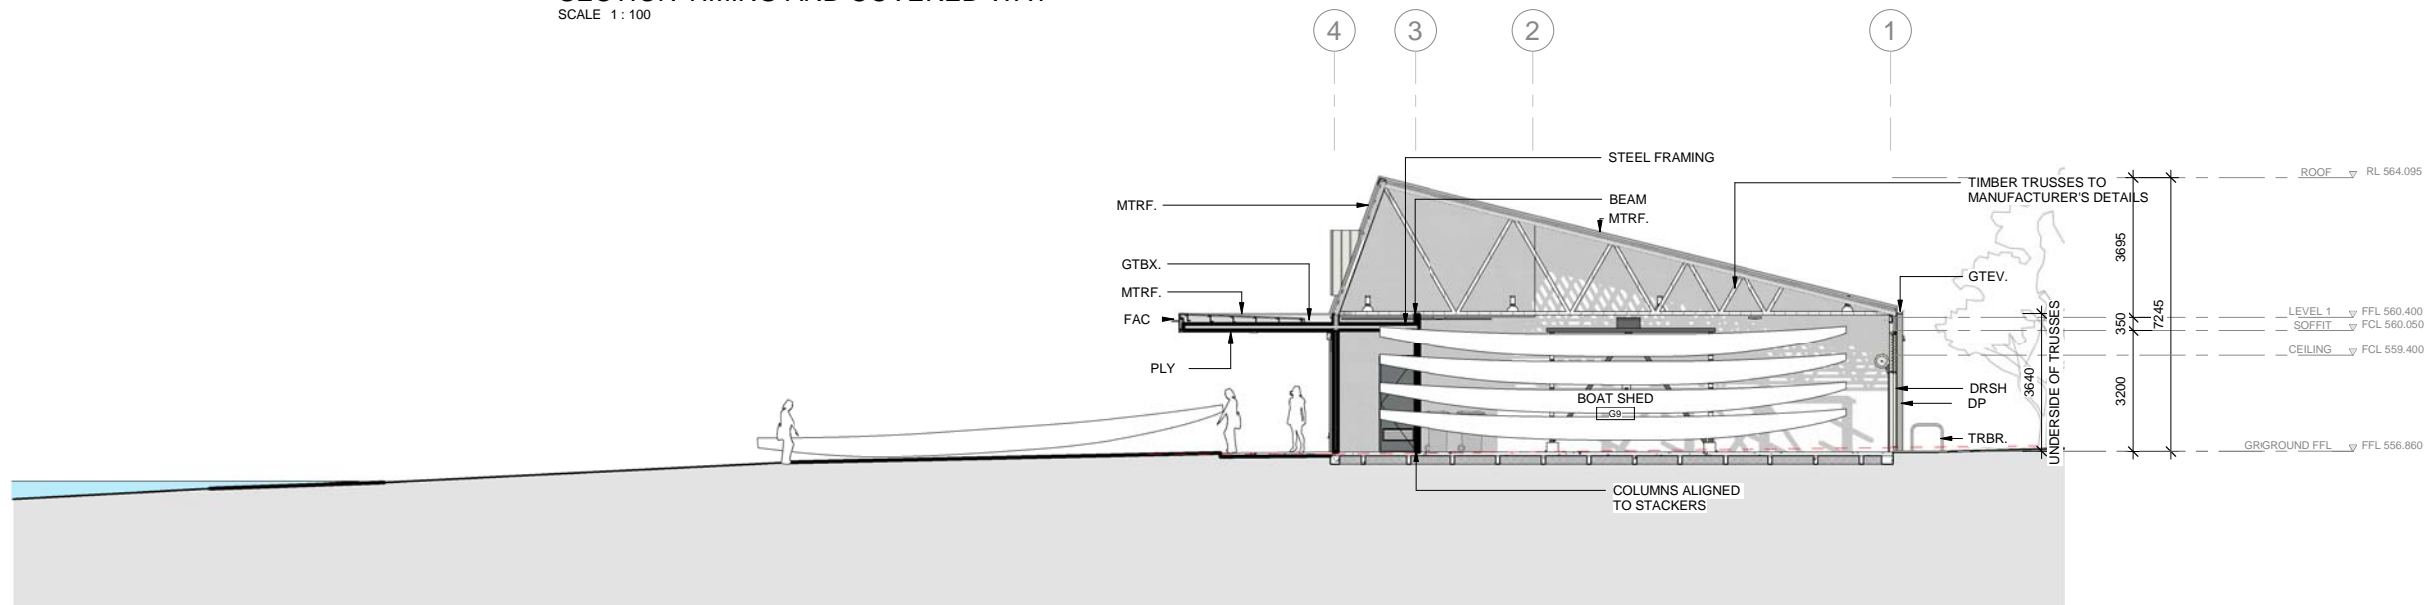 SCALE 1 : 100
4
3
2
1
STEEL FRAMING
BEAM
MTRF.
TIMBER TRUSSES TO
MANUFACTURER'S DETAILS
MTRF.
GTBX.
MTRF.
FAC
PLY
GTEV.
DRSH
DP
TRBR.
BOAT SHED
G9
COLUMNS ALIGNED
TO STACKERS
3640
UNDERSIDE OF TRUSSES
3695
350
3200
7245
ROOF RL 564.095
LEVEL 1 FFL 560.400
SOFFIT FCL 560.050
CEILING FCL 559.400
GROUND FFL FFL 556.860